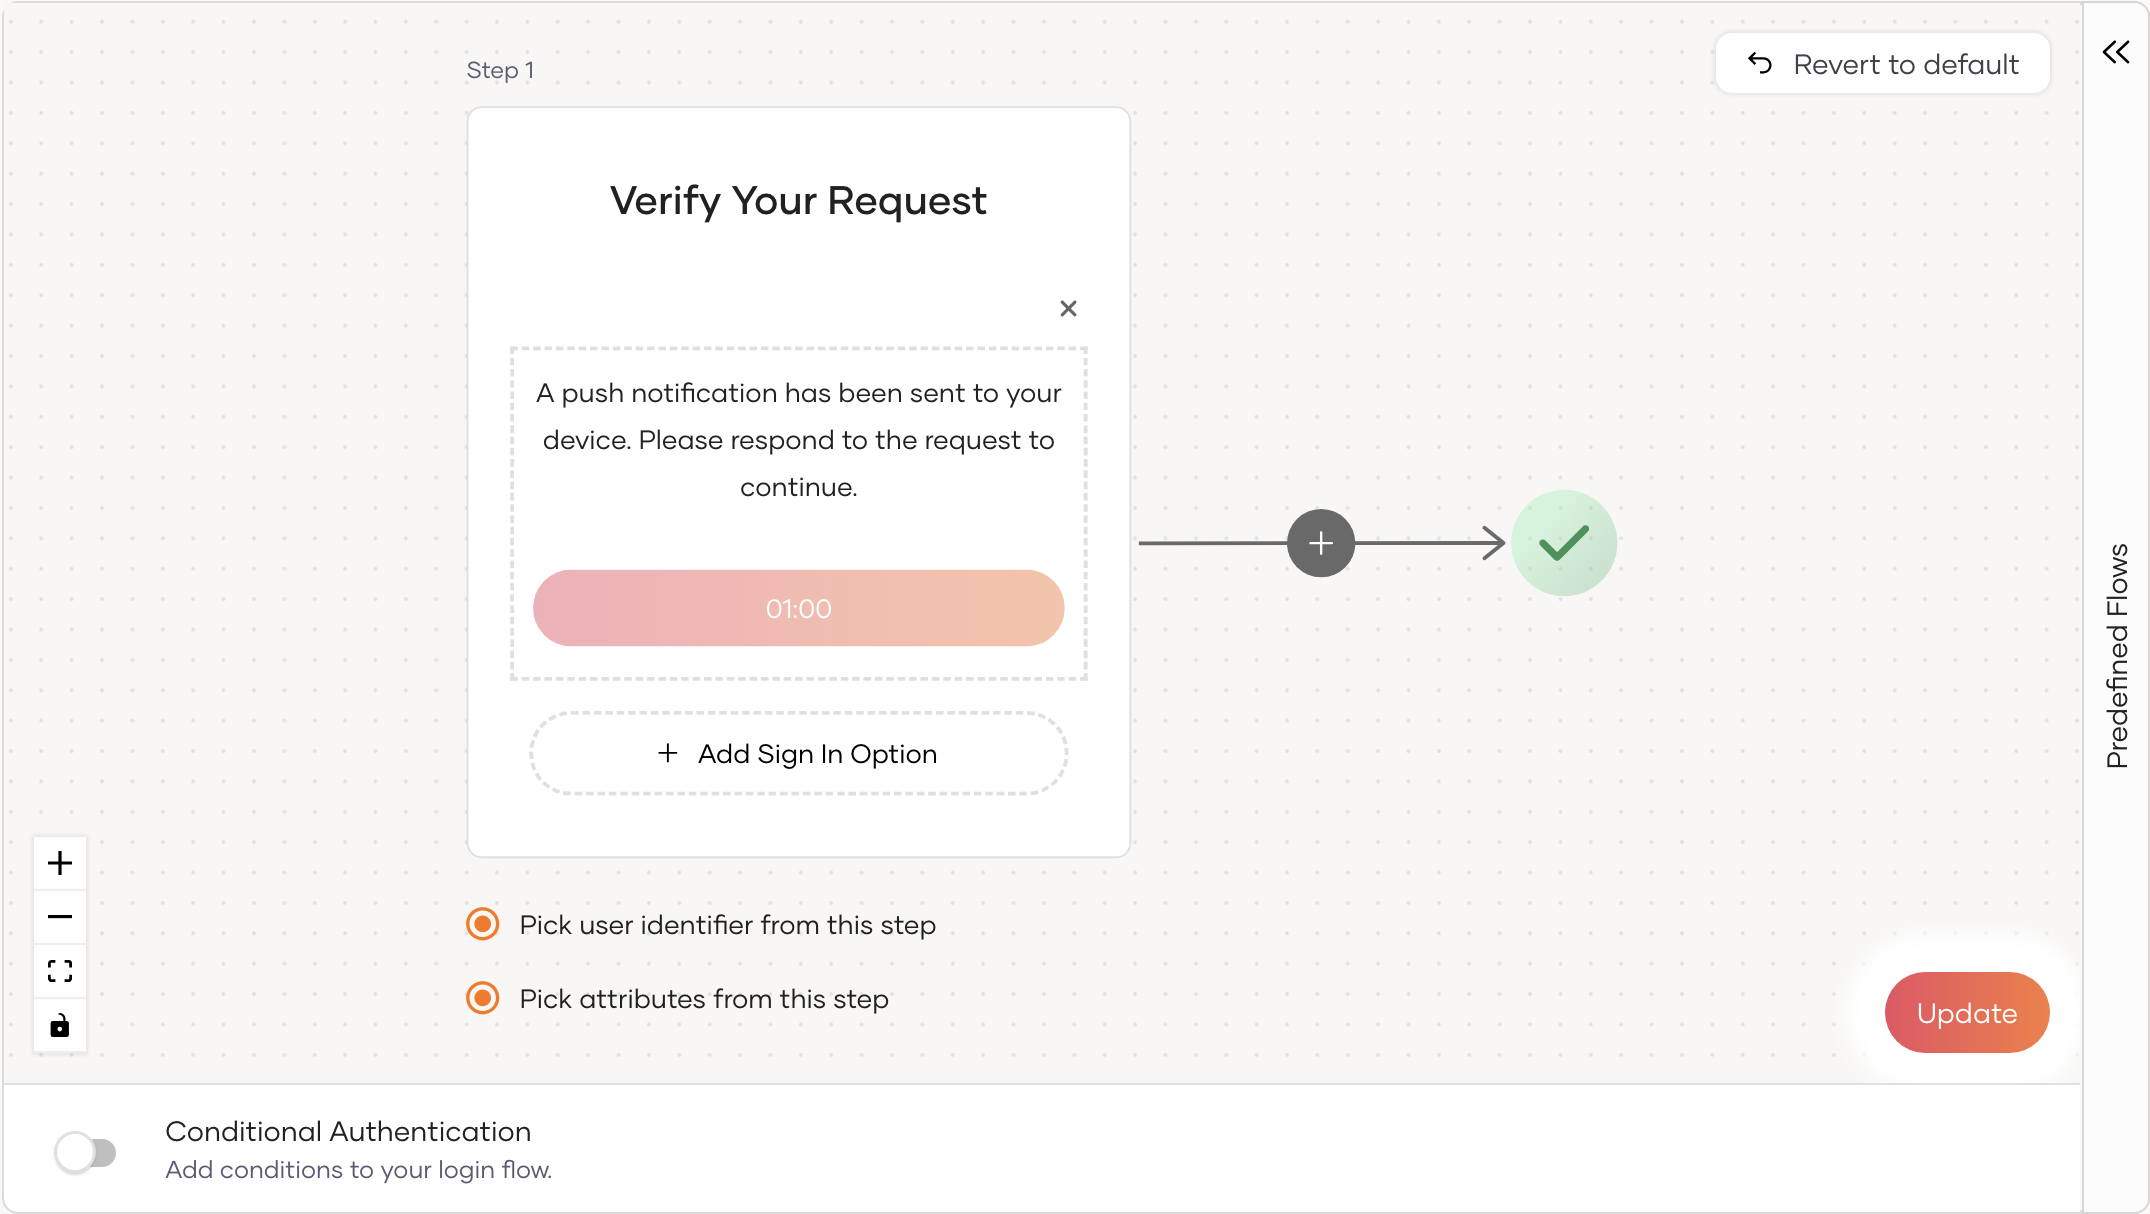 Step 1
Revert to default
Verify Your Request
A push notification has been sent to your
device. Please respond to the request to
continue.
01:00
Add Sign In Option
Pick user identifier from this step
Pick attributes from this step
Update
Predefined Flows
Conditional Authentication
Add conditions to your login flow.